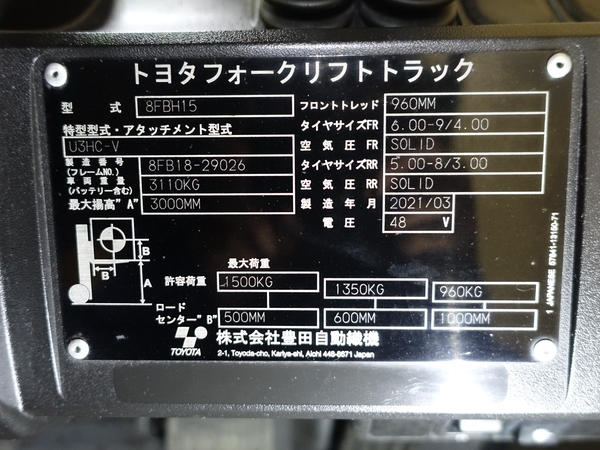 トヨタフォークリフトトラック
型 式 8FBH15 フロントトレッド 960MM
特型型式・アタッチメント型式 タイヤサイズFR 6.00-9/4.00
U3HC-V 空 気 圧 FR SOLID
製造番号 (フレームNO.) 8FB18-29026 タイヤサイズRR 5.00-8/3.00
車両重量 (バッテリー含む) 3110KG 空 気 圧 RR SOLID
最大揚高"A" 3000MM 製 造 年 月 2021/03
電 圧 48 V
B
B
A
最大荷重
許容荷重 1500KG 1350KG 960KG
ロード
センター"B" 500MM 600MM 1000MM
TOYOTA 株式会社豊田自動織機
2-1, Toyoda-cho, Kariya-shi, Aichi 448-8671 Japan
1 JAPANESE 57841-13160-71